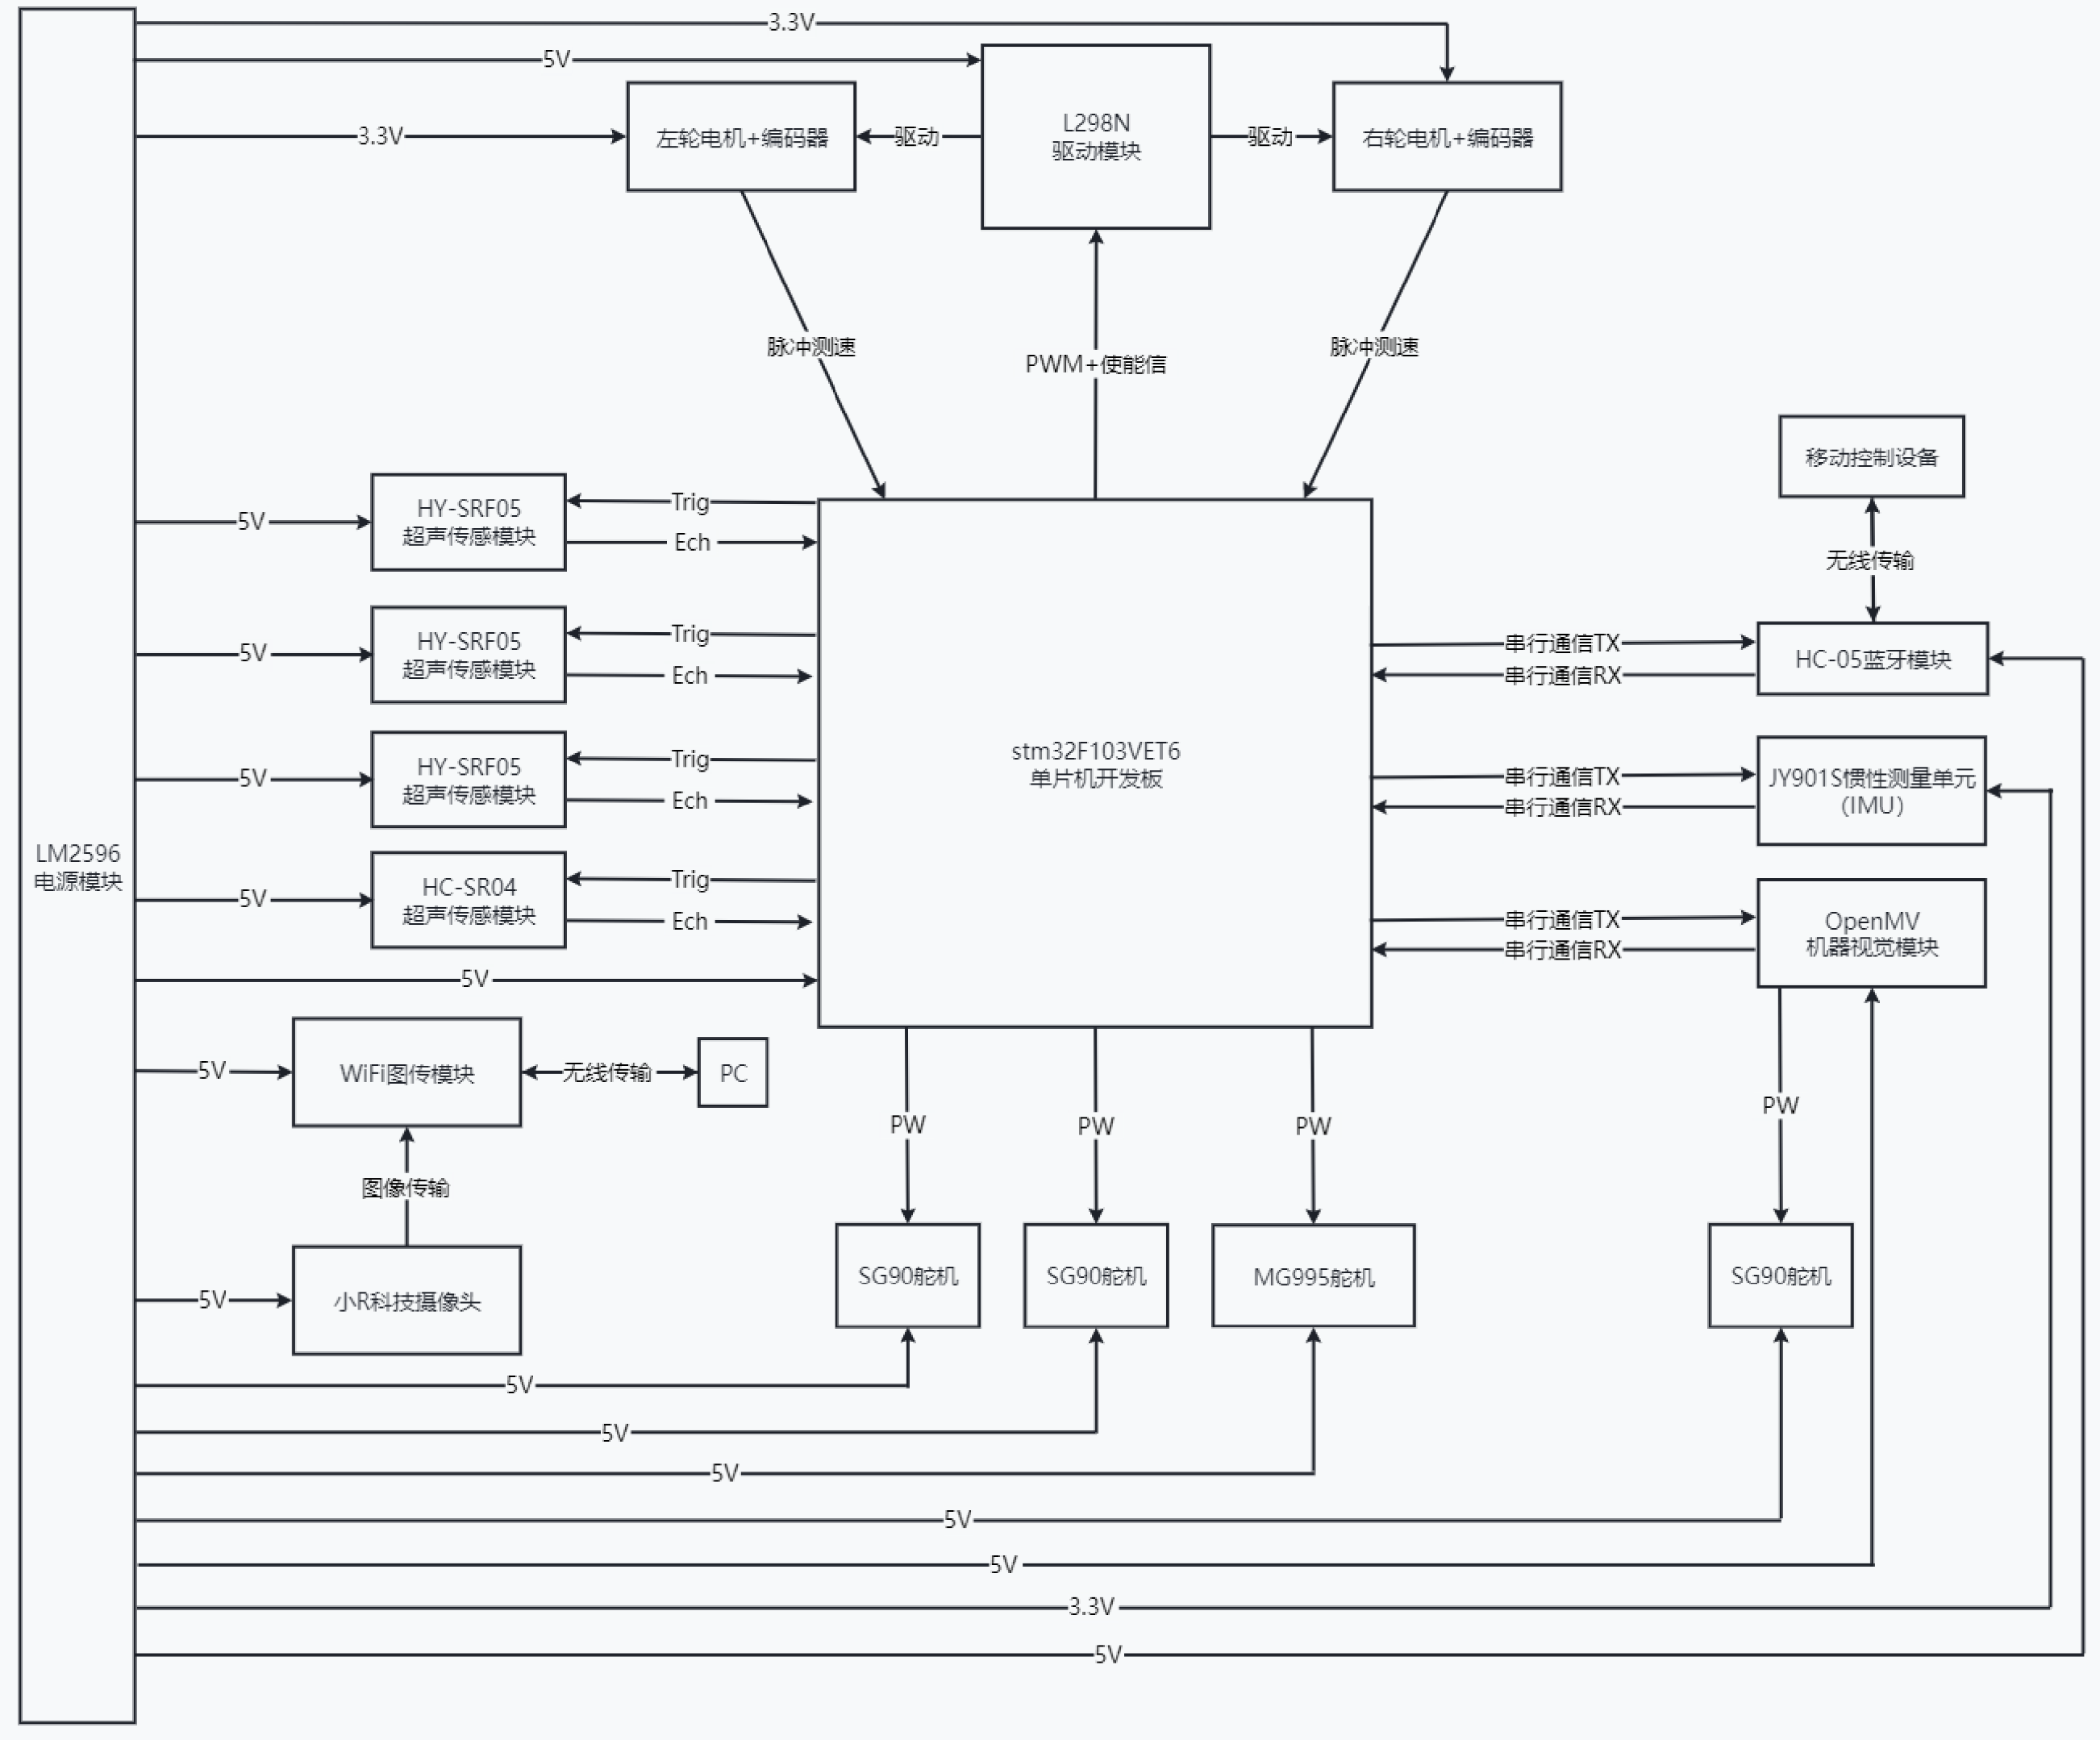 3.3V
5V
L298N
驱动模块
3.3V
左轮电机+编码器
驱动
驱动
右轮电机+编码器
脉冲测速
PWM+使能信
脉冲测速
移动控制设备
无线传输
5V
HY-SRF05
超声传感模块
Trig
Ech
5V
HY-SRF05
超声传感模块
Trig
Ech
5V
HY-SRF05
超声传感模块
Trig
Ech
5V
HC-SR04
超声传感模块
Trig
Ech
LM2596
电源模块
5V
stm32F103VET6
单片机开发板
串行通信TX
串行通信RX
HC-05蓝牙模块
串行通信TX
串行通信RX
JY901S惯性测量单元
（IMU）
串行通信TX
串行通信RX
OpenMV
机器视觉模块
5V
WiFi图传模块
无线传输
PC
PW
PW
PW
PW
图像传输
5V
小R科技摄像头
SG90舵机
SG90舵机
MG995舵机
SG90舵机
5V
5V
5V
5V
5V
3.3V
5V